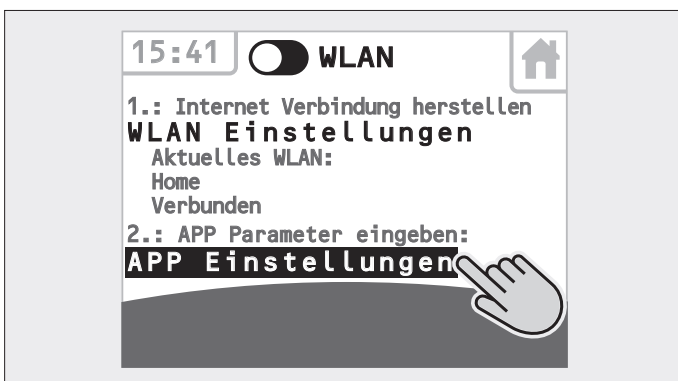 15:41 WLAN
1.: Internet Verbindung herstellen
WLAN Einstellungen
Aktuelles WLAN:
Home
Verbunden
2.: APP Parameter eingeben:
APP Einstellungen